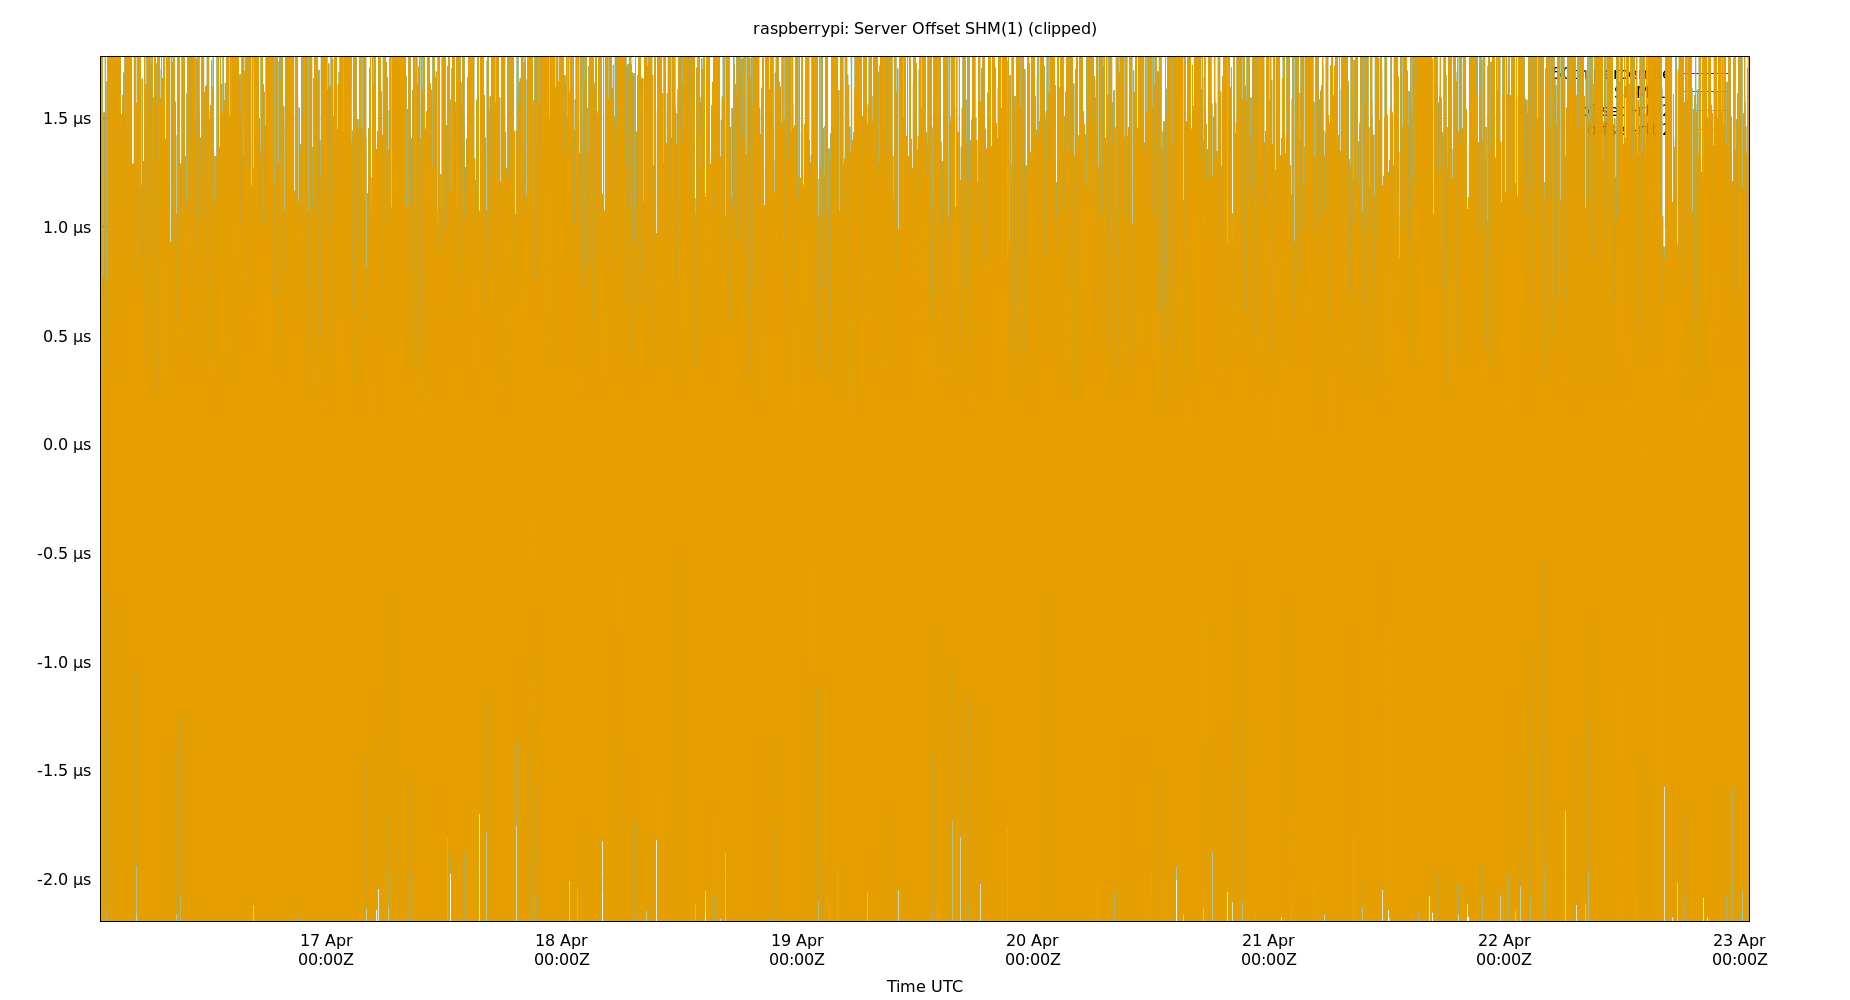 raspberrypi: Server Offset SHM(1) (clipped)
1.5 µs
1.0 µs
0.5 µs
0.0 µs
-0.5 µs
-1.0 µs
-1.5 µs
-2.0 µs
17 Apr 18 Apr 19 Apr 20 Apr 21 Apr 22 Apr 23 Apr
00:00Z 00:00Z 00:00Z 00:00Z 00:00Z 00:00Z 00:00Z
Time UTC